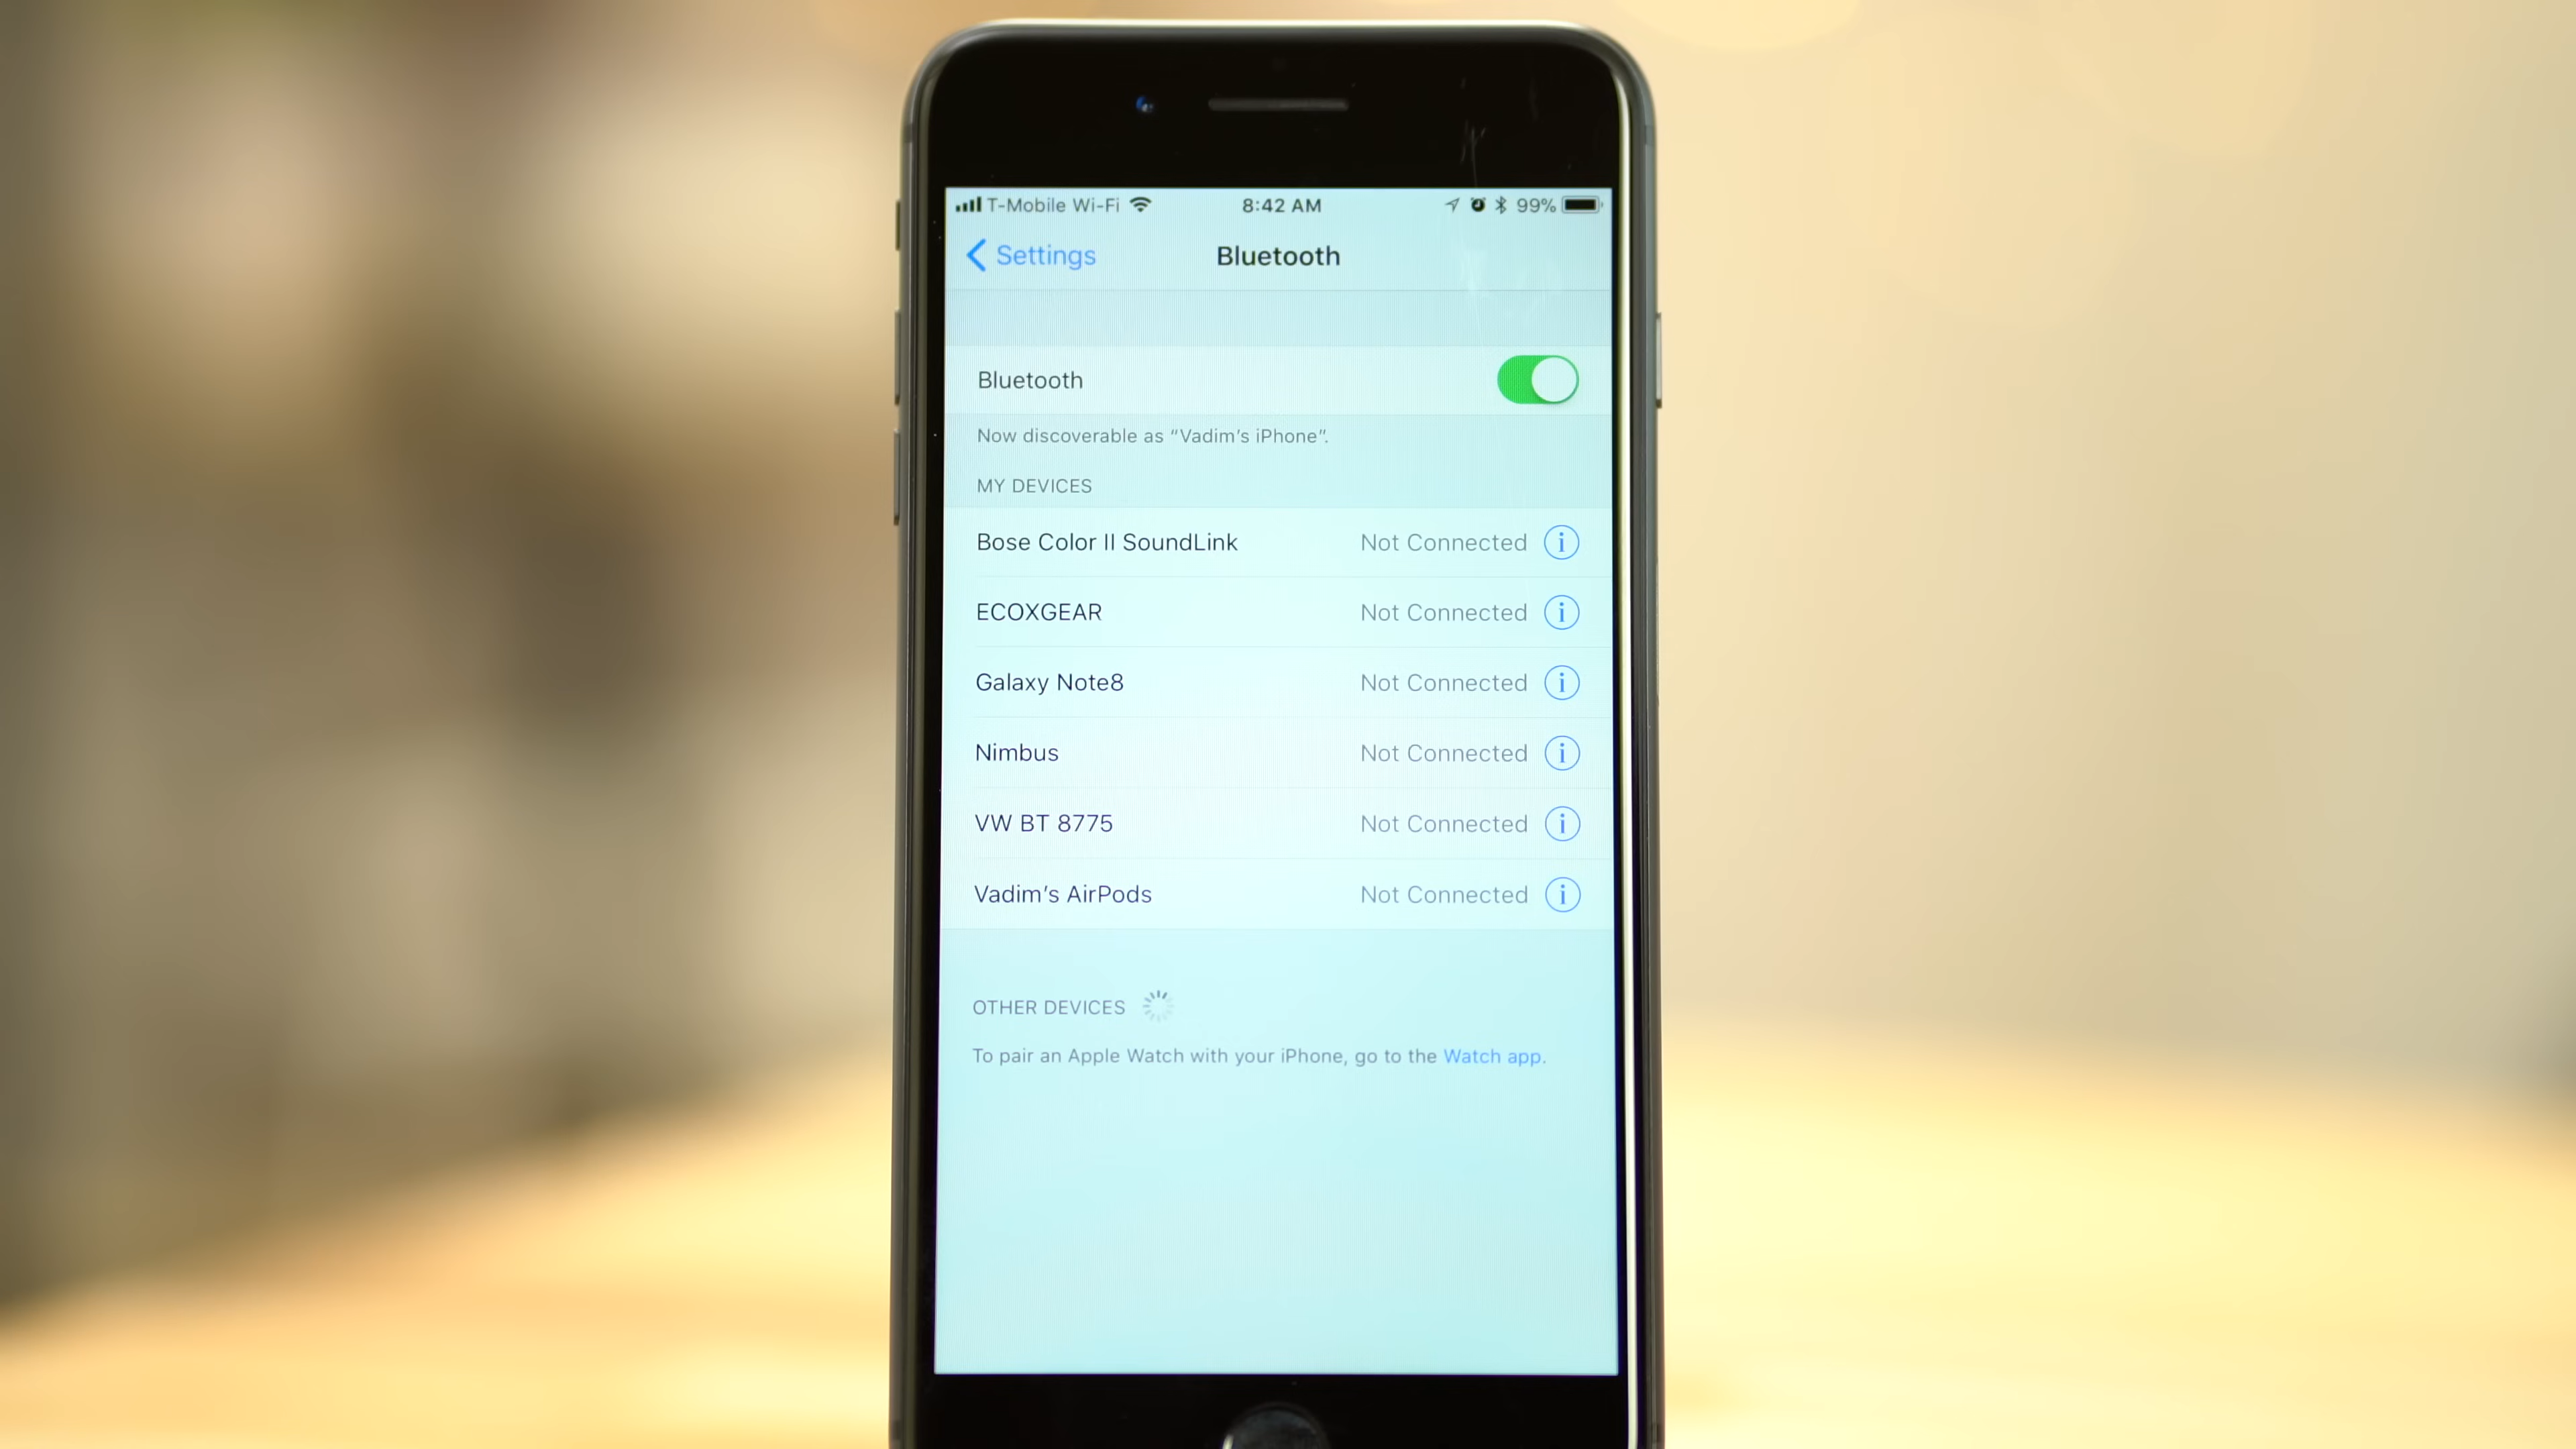 T-Mobile Wi-Fi 8:42 AM 99%
Settings Bluetooth
Bluetooth
Now discoverable as “Vadim’s iPhone”.
MY DEVICES
Bose Color II SoundLink Not Connected i
ECOXGEAR Not Connected i
Galaxy Note8 Not Connected i
Nimbus Not Connected i
VW BT 8775 Not Connected i
Vadim’s AirPods Not Connected i
OTHER DEVICES
To pair an Apple Watch with your iPhone, go to the Watch app.